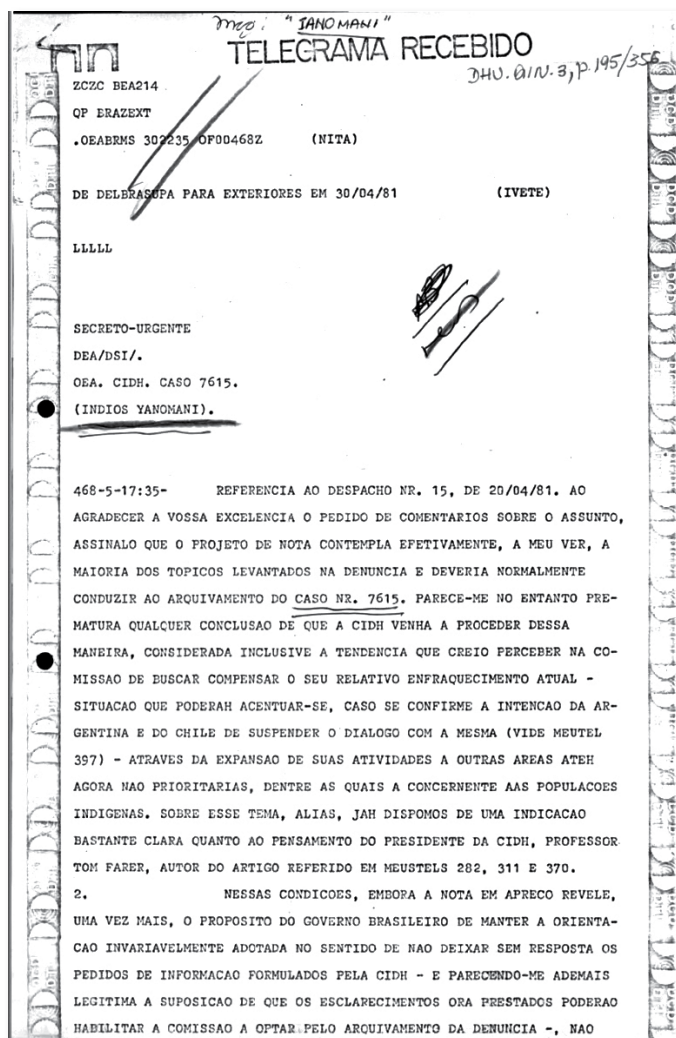 mço: "IANOMANI"
TELEGRAMA RECEBIDO
DHU.BIN.3, p.195/356
ZCZC BEA214
QP BRAZEXT
.OEABRMS 302235 OF00468Z (NITA)
DE DELBRASUPA PARA EXTERIORES EM 30/04/81 (IVETE)
LLLLL
SECRETO-URGENTE
DEA/DSI/.
OEA. CIDH. CASO 7615.
(INDIOS YANOMANI).
468-5-17:35- REFERENCIA AO DESPACHO NR. 15, DE 20/04/81. AO
AGRADECER A VOSSA EXCELENCIA O PEDIDO DE COMENTARIOS SOBRE O ASSUNTO,
ASSINALO QUE O PROJETO DE NOTA CONTEMPLA EFETIVAMENTE, A MEU VER, A
MAIORIA DOS TOPICOS LEVANTADOS NA DENUNCIA E DEVERIA NORMALMENTE
CONDUZIR AO ARQUIVAMENTO DO CASO NR. 7615. PARECE-ME NO ENTANTO PRE-
MATURA QUALQUER CONCLUSAO DE QUE A CIDH VENHA A PROCEDER DESSA
MANEIRA, CONSIDERADA INCLUSIVE A TENDENCIA QUE CREIO PERCEBER NA CO-
MISSAO DE BUSCAR COMPENSAR O SEU RELATIVO ENFRAQUECIMENTO ATUAL -
SITUACAO QUE PODERAH ACENTUAR-SE, CASO SE CONFIRME A INTENCAO DA AR-
GENTINA E DO CHILE DE SUSPENDER O DIALOGO COM A MESMA (VIDE MEUTEL
397) - ATRAVES DA EXPANSAO DE SUAS ATIVIDADES A OUTRAS AREAS ATEH
AGORA NAO PRIORITARIAS, DENTRE AS QUAIS A CONCERNENTE AAS POPULACOES
INDIGENAS. SOBRE ESSE TEMA, ALIAS, JAH DISPOMOS DE UMA INDICACAO
BASTANTE CLARA QUANTO AO PENSAMENTO DO PRESIDENTE DA CIDH, PROFESSOR
TOM FARER, AUTOR DO ARTIGO REFERIDO EM MEUSTELS 282, 311 E 370.
2. NESSAS CONDICOES, EMBORA A NOTA EM APRECO REVELE,
UMA VEZ MAIS, O PROPOSITO DO GOVERNO BRASILEIRO DE MANTER A ORIENTA-
CAO INVARIAVELMENTE ADOTADA NO SENTIDO DE NAO DEIXAR SEM RESPOSTA OS
PEDIDOS DE INFORMACAO FORMULADOS PELA CIDH - E PARECENDO-ME ADEMAIS
LEGITIMA A SUPOSICAO DE QUE OS ESCLARECIMENTOS ORA PRESTADOS PODERAO
HABILITAR A COMISSAO A OPTAR PELO ARQUIVAMENTO DA DENUNCIA -, NAO